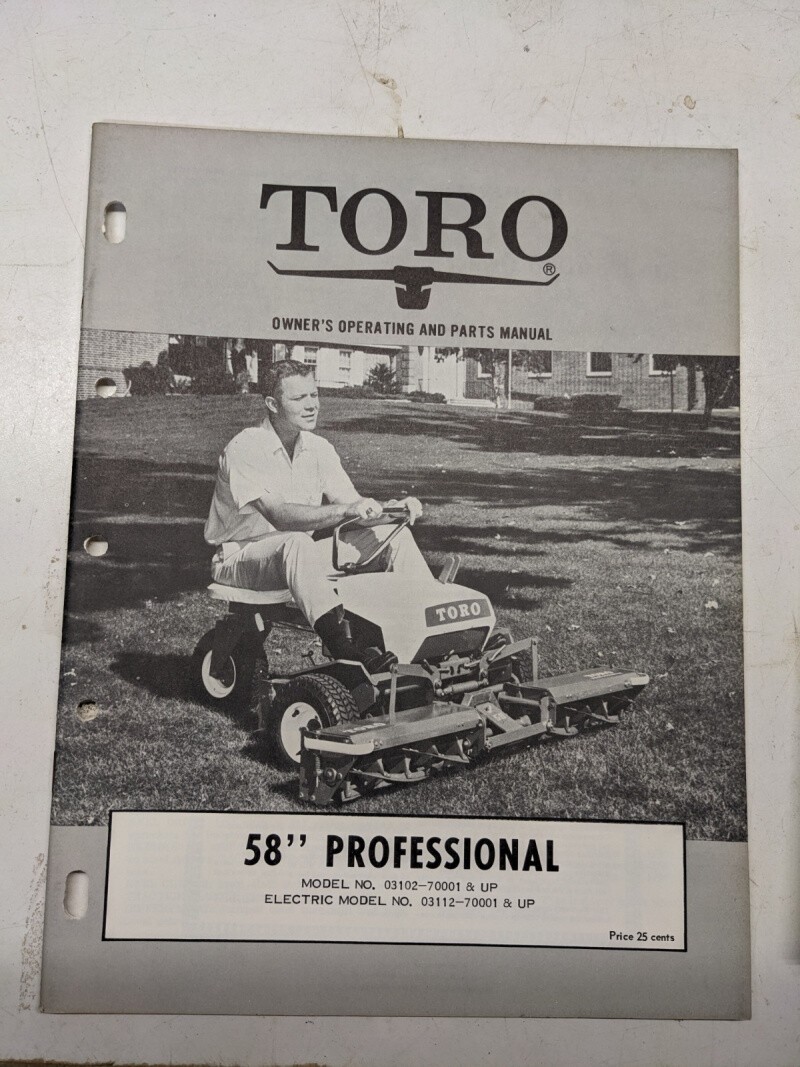 TORO
®
OWNER'S OPERATING AND PARTS MANUAL
TORO
58’’ PROFESSIONAL
MODEL NO. 03102-70001 & UP
ELECTRIC MODEL NO. 03112-70001 & UP
Price 25 cents